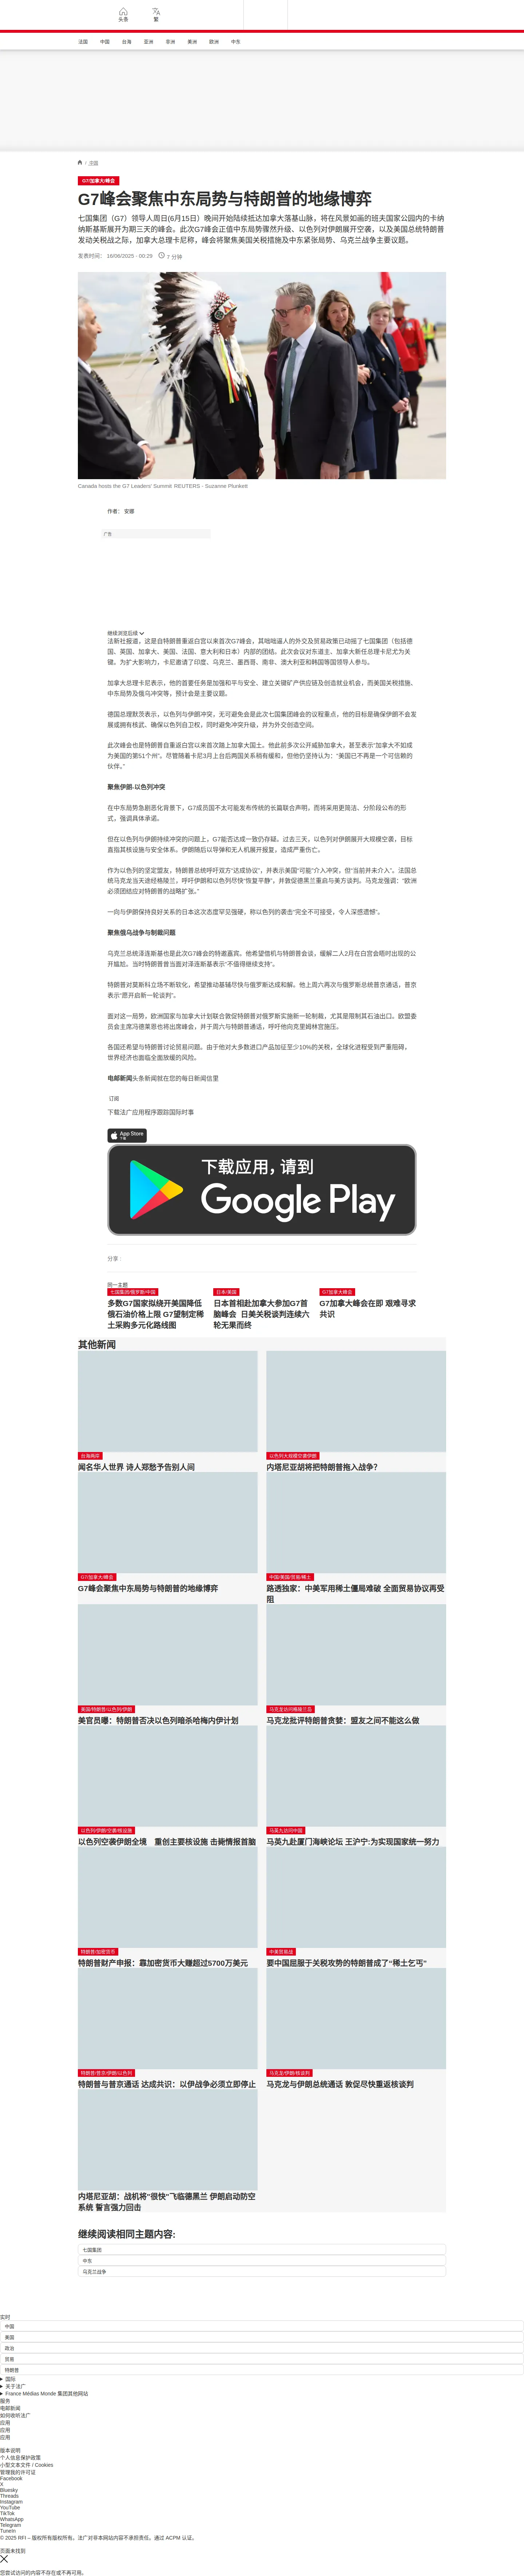 头条
繁
法国
中国
台海
亚洲
非洲
美洲
欧洲
中东
/ 法国
G7/加拿大/峰会
G7峰会聚焦中东局势与特朗普的地缘博弈
七国集团（G7）领导人周日(6月15日）晚间开始陆续抵达加拿大落基山脉，将在风景如画的班夫国家公园内的卡纳
纳斯基斯展开为期三天的峰会。此次G7峰会正值中东局势骤然升级、以色列对伊朗展开空袭，以及美国总统特朗普
发动关税战之际，加拿大总理卡尼称，峰会将聚焦美国关税措施及中东紧张局势、乌克兰战争主要议题。
发表时间： 16/06/2025 - 00:29
7 分钟
Canada hosts the G7 Leaders' Summit REUTERS - Suzanne Plunkett
作者： 安娜
广告
继续浏览后续
法新社报道，这是自特朗普重返白宫以来首次G7峰会，其咄咄逼人的外交及贸易政策已动摇了七国集团（包括德
国、英国、加拿大、美国、法国、意大利和日本）内部的团结。此次会议对东道主、加拿大新任总理卡尼尤为关
键。为扩大影响力，卡尼邀请了印度、乌克兰、墨西哥、南非、澳大利亚和韩国等国领导人参与。
加拿大总理卡尼表示，他的首要任务是加强和平与安全、建立关键矿产供应链及创造就业机会，而美国关税措施、
中东局势及俄乌冲突等，预计会是主要议题。
德国总理默茨表示，以色列与伊朗冲突，无可避免会是此次七国集团峰会的议程重点，他的目标是确保伊朗不会发
展或拥有核武、确保以色列自卫权，同时避免冲突升级，并为外交创造空间。
此次峰会也是特朗普自重返白宫以来首次踏上加拿大国土。他此前多次公开威胁加拿大，甚至表示"加拿大不如成
为美国的第51个州"。尽管随着卡尼3月上台后两国关系稍有缓和，但他仍坚持认为："美国已不再是一个可信赖的
伙伴。"
聚焦伊朗-以色列冲突
在中东局势急剧恶化背景下，G7成员国不太可能发布传统的长篇联合声明，而将采用更简洁、分阶段公布的形
式，强调具体承诺。
但在以色列与伊朗持续冲突的问题上，G7能否达成一致仍存疑。过去三天，以色列对伊朗展开大规模空袭，目标
直指其核设施与安全体系。伊朗随后以导弹和无人机展开报复，造成严重伤亡。
作为以色列的坚定盟友，特朗普总统呼吁双方"达成协议"，并表示美国"可能"介入冲突，但"当前并未介入"。法国总
统马克龙当天途经格陵兰，呼吁伊朗和以色列尽快"恢复平静"，并敦促德黑兰重启与美方谈判。马克龙强调："欧洲
必须团结应对特朗普的战略扩张。"
一向与伊朗保持良好关系的日本这次态度罕见强硬，称以色列的袭击"完全不可接受，令人深感遗憾"。
聚焦俄乌战争与制裁问题
乌克兰总统泽连斯基也是此次G7峰会的特邀嘉宾。他希望借机与特朗普会谈，缓解二人2月在白宫会晤时出现的公
开尴尬。当时特朗普曾当面对泽连斯基表示"不值得继续支持"。
特朗普对莫斯科立场不断软化，希望推动基辅尽快与俄罗斯达成和解。他上周六再次与俄罗斯总统普京通话，普京
表示"愿开启新一轮谈判"。
面对这一局势，欧洲国家与加拿大计划联合敦促特朗普对俄罗斯实施新一轮制裁，尤其是限制其石油出口。欧盟委
员会主席冯德莱恩也将出席峰会，并于周六与特朗普通话，呼吁他向克里姆林宫施压。
各国还希望与特朗普讨论贸易问题。由于他对大多数进口产品加征至少10%的关税，全球化进程受到严重阻碍，
世界经济也面临全面放缓的风险。
电邮新闻头条新闻就在您的每日新闻信里
订阅
下载法广应用程序跟踪国际时事
App Store
下载
下载应用，请到
Google Play
分享 :
同一主题
七国集团/俄罗斯/中国
多数G7国家拟绕开美国降低
俄石油价格上限 G7望制定稀
土采购多元化路线图
日本/美国
日本首相赴加拿大参加G7首
脑峰会 日美关税谈判连续六
轮无果而终
G7加拿大峰会
G7加拿大峰会在即 艰难寻求
共识
其他新闻
台海两岸
闻名华人世界 诗人郑愁予告别人间
以色列大规模空袭伊朗
内塔尼亚胡将把特朗普拖入战争?
G7/加拿大/峰会
G7峰会聚焦中东局势与特朗普的地缘博弈
中国/美国/贸易/稀土
路透独家：中美军用稀土僵局难破 全面贸易协议再受
阻
美国/特朗普/以色列/伊朗
美官员曝：特朗普否决以色列暗杀哈梅内伊计划
马克龙访问格陵兰岛
马克龙批评特朗普贪婪：盟友之间不能这么做
以色列/伊朗/空袭/核设施
以色列空袭伊朗全境 重创主要核设施 击毙情报首脑
马英九访问中国
马英九赴厦门海峡论坛 王沪宁:为实现国家统一努力
特朗普/加密货币
特朗普财产申报：靠加密货币大赚超过5700万美元
中美贸易战
要中国屈服于关税攻势的特朗普成了"稀土乞丐"
特朗普/普京/伊朗/以色列
特朗普与普京通话 达成共识：以伊战争必须立即停止
马克龙/伊朗/核谈判
马克龙与伊朗总统通话 敦促尽快重返核谈判
内塔尼亚胡：战机将"很快"飞临德黑兰 伊朗启动防空
系统 誓言强力回击
继续阅读相同主题内容:
七国集团
中东
乌克兰战争
实时
中国
美国
政治
贸易
特朗普
国际
关于法广
France Médias Monde 集团其他网站
服务
电邮新闻
如何收听法广
应用
应用
应用
版本说明
个人信息保护政策
小型文本文件 / Cookies
管理我的许可证
Facebook
X
Bluesky
Threads
Instagram
YouTube
TikTok
WhatsApp
Telegram
TuneIn
© 2025 RFI – 版权所有版权所有。法广对非本网站内容不承担责任。通过 ACPM 认证。
页面未找到
您尝试访问的内容不存在或不再可用。